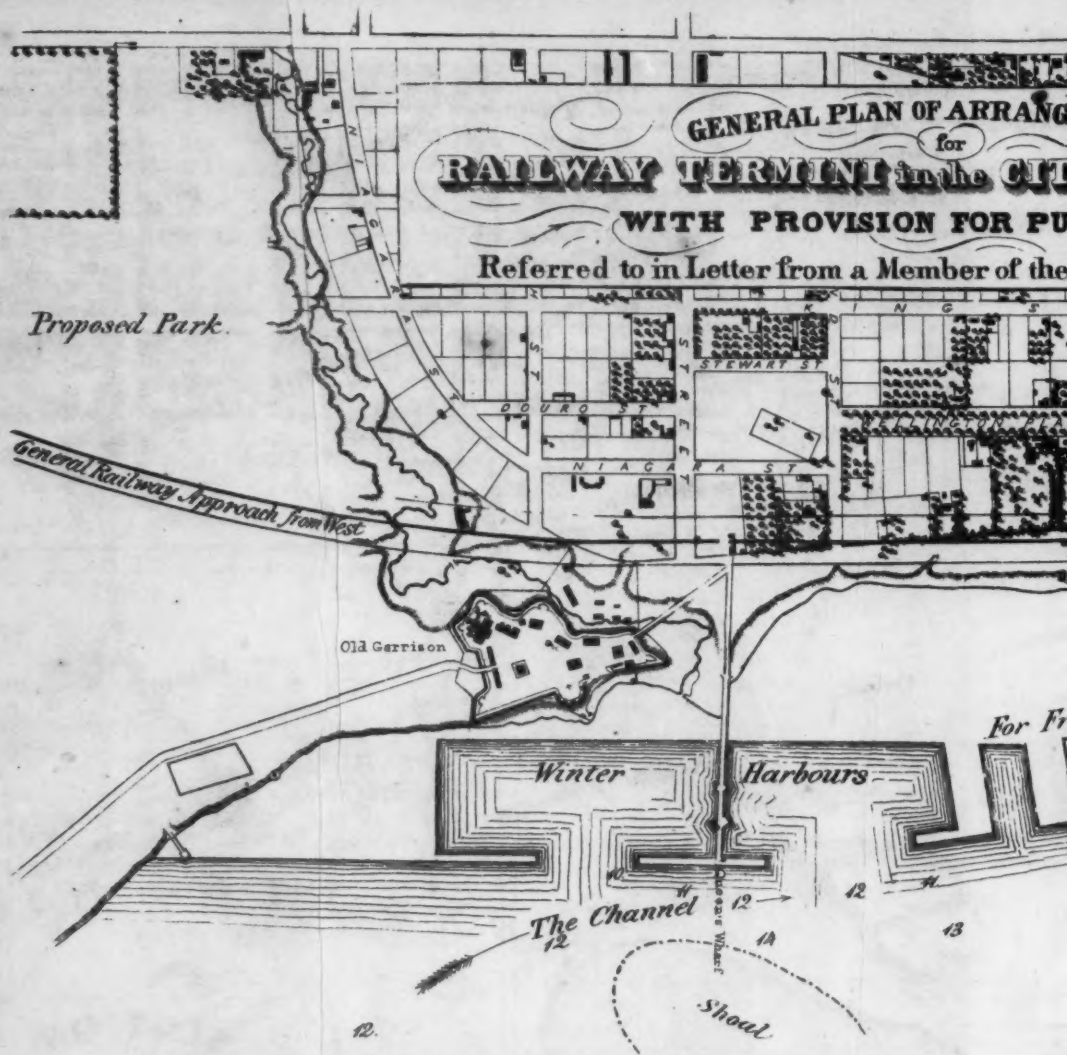 GENERAL PLAN OF ARRANG
for
RAILWAY TERMINI in the CIT
WITH PROVISION FOR PU
Referred to in Letter from a Member of the
NIAGARA ST
KING S
STREET
STEWART ST
Proposed Park.
DOURO ST
WELLINGTON PLA
NIAGARA ST
General Railway Approach from West
Old Garrison
For Fr
Winter Harbours
10
11
12
12
11
The Channel
12
Queen's Wharf
14
13
Shoal
12.